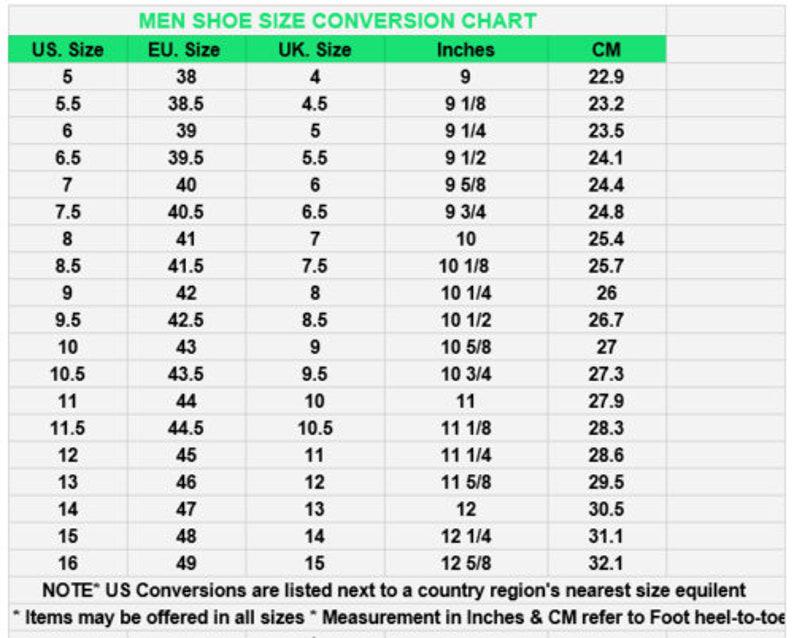 MEN SHOE SIZE CONVERSION CHART
US. Size EU. Size UK. Size Inches CM
5 38 4 9 22.9
5.5 38.5 4.5 9 1/8 23.2
6 39 5 9 1/4 23.5
6.5 39.5 5.5 9 1/2 24.1
7 40 6 9 5/8 24.4
7.5 40.5 6.5 9 3/4 24.8
8 41 7 10 25.4
8.5 41.5 7.5 10 1/8 25.7
9 42 8 10 1/4 26
9.5 42.5 8.5 10 1/2 26.7
10 43 9 10 5/8 27
10.5 43.5 9.5 10 3/4 27.3
11 44 10 11 27.9
11.5 44.5 10.5 11 1/8 28.3
12 45 11 11 1/4 28.6
13 46 12 11 5/8 29.5
14 47 13 12 30.5
15 48 14 12 1/4 31.1
16 49 15 12 5/8 32.1
NOTE* US Conversions are listed next to a country region's nearest size equilent
* Items may be offered in all sizes * Measurement in Inches & CM refer to Foot heel-to-toe